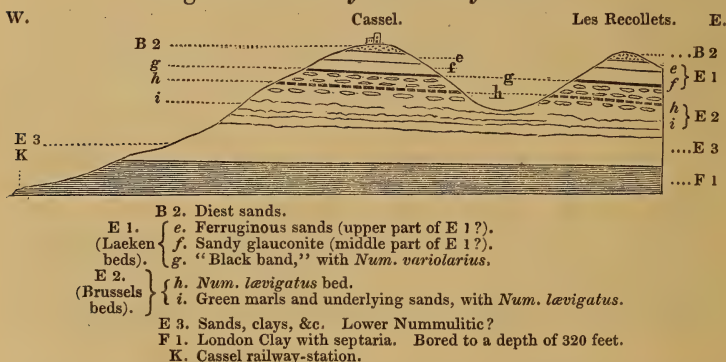 W. Cassel. Les Recollets. E.
B 2 ... B 2
e
g f g e } E 1
h f
h h } E 2
i i
E 3 ... E 3
K
... F 1
B 2. Diest sands.
E 1. (Laeken beds). { e. Ferruginous sands (upper part of E 1?).
f. Sandy glauconite (middle part of E 1?).
g. "Black band," with Num. variolarius.
E 2. (Brussels beds). } { h. Num. lævigatus bed.
i. Green marls and underlying sands, with Num. lævigatus.
E 3. Sands, clays, &c. Lower Nummulitic?
F 1. London Clay with septaria. Bored to a depth of 320 feet.
K. Cassel railway-station.